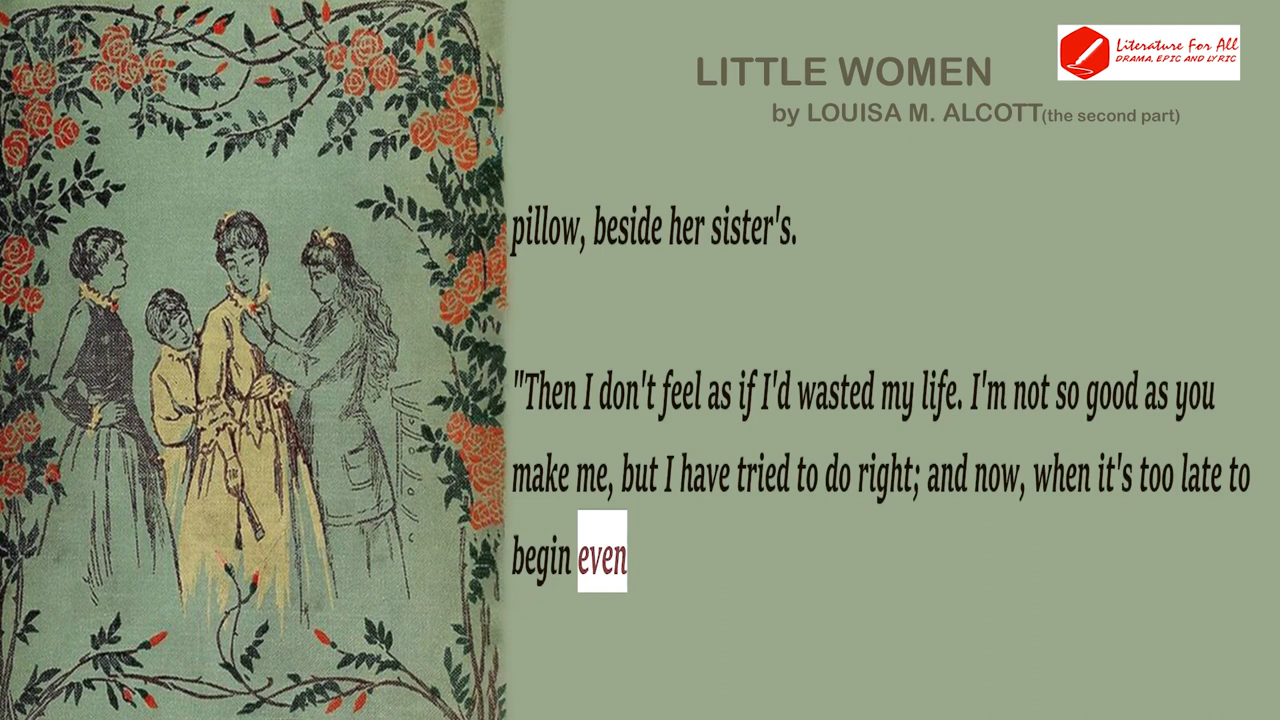 LITTLE WOMEN
Literature For All
DRAMA, EPIC AND LYRIC
by LOUISA M. ALCOTT(the second part)
pillow, beside her sister's.
"Then I don't feel as if I'd wasted my life. I'm not so good as you
make me, but I have tried to do right; and now, when it's too late to
begin even